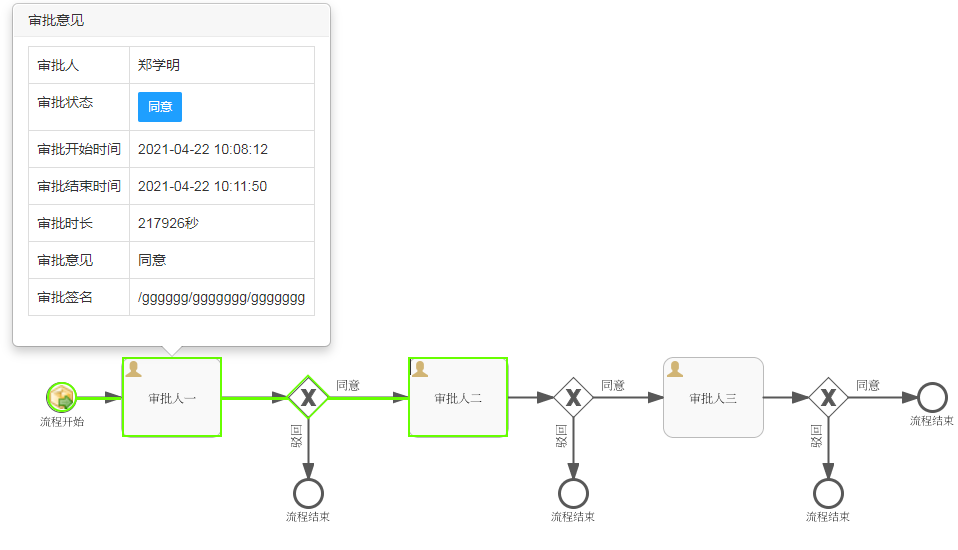 审批意见
审批人 郑学明
审批状态 同意
审批开始时间 2021-04-22 10:08:12
审批结束时间 2021-04-22 10:11:50
审批时长 217926秒
审批意见 同意
审批签名 /gggggg/ggggggg/ggggggg
同意 同意 同意
审批人一 审批人二 审批人三
流程开始 流程结束
驳回 驳回 驳回
流程结束 流程结束 流程结束